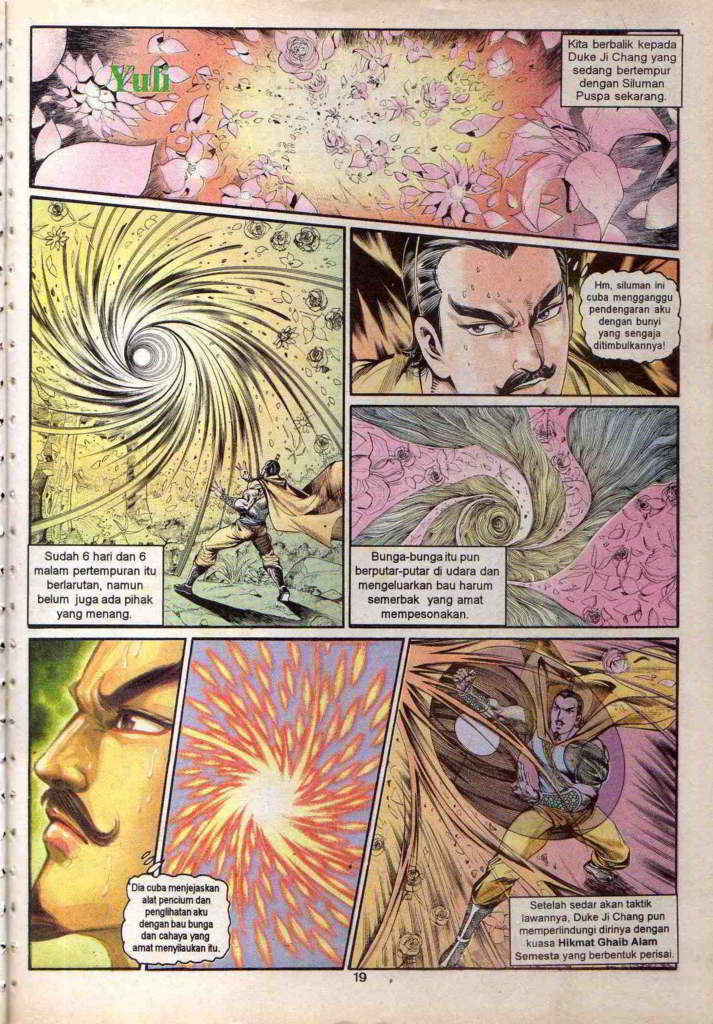 Yuli
Kita berbalik kepada
Duke Ji Chang yang
sedang bertempur
dengan Siluman
Puspa sekarang.
Hm, siluman ini
cuba mengganggu
pendengaran aku
dengan bunyi
yang sengaja
ditimbulkannya!
Sudah 6 hari dan 6
malam pertempuran itu
berlarutan, namun
belum juga ada pihak
yang menang.
Bunga-bunga itu pun
berputar-putar di udara dan
mengeluarkan bau harum
semerbak yang amat
mempesonakan.
Dia cuba menjejaskan
alat pencium dan
penglihatan aku
dengan bau bunga
dan cahaya yang
amat menyilaukan itu.
Setelah sedar akan taktik
lawannya, Duke Ji Chang pun
memperlindungi dirinya dengan
kuasa Hikmat Ghaib Alam
Semesta yang berbentuk perisai.
19